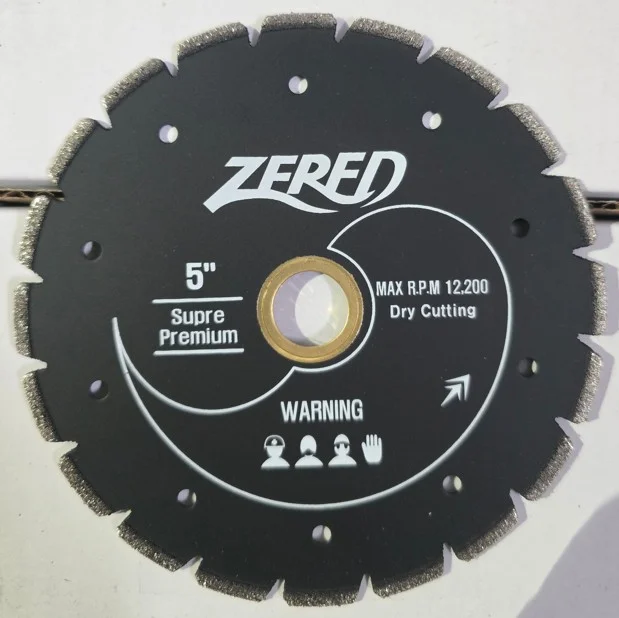 ZERED
5"
Supre
Premium
MAX R.P.M 12,200
Dry Cutting
WARNING